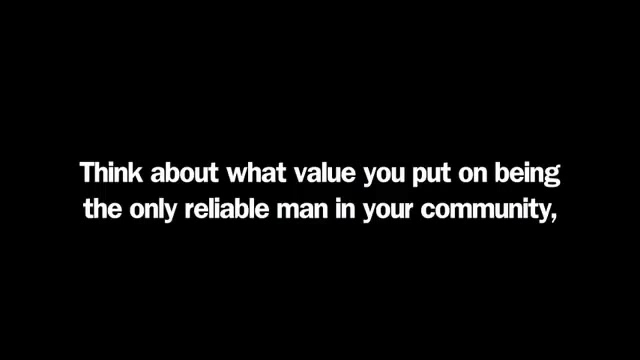 Think about what value you put on being
the only reliable man in your community,